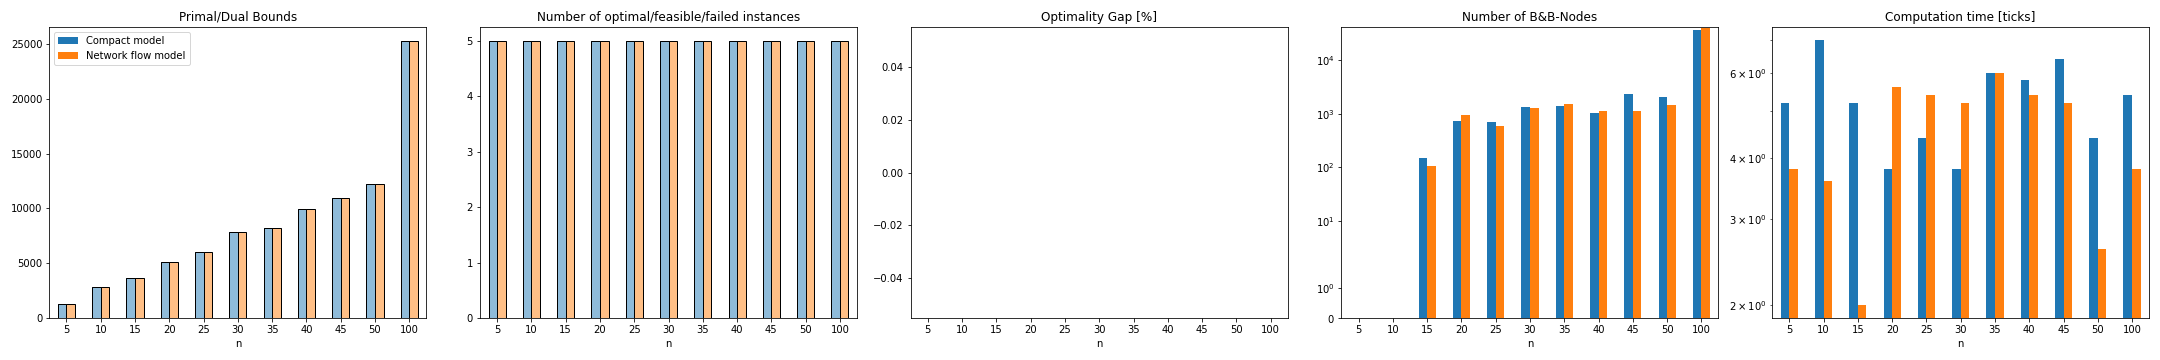 Primal/Dual Bounds
Compact model
Network flow model
25000
20000
15000
10000
5000
0
5 10 15 20 25 30 35 40 45 50 100
n
Number of optimal/feasible/failed instances
5
4
3
2
1
0
5 10 15 20 25 30 35 40 45 50 100
n
Optimality Gap [%]
0.04
0.02
0.00
−0.02
−0.04
5 10 15 20 25 30 35 40 45 50 100
n
Number of B&B-Nodes
10⁴
10³
10²
10¹
10⁰
0
5 10 15 20 25 30 35 40 45 50 100
n
Computation time [ticks]
6 × 10⁰
4 × 10⁰
3 × 10⁰
2 × 10⁰
5 10 15 20 25 30 35 40 45 50 100
n